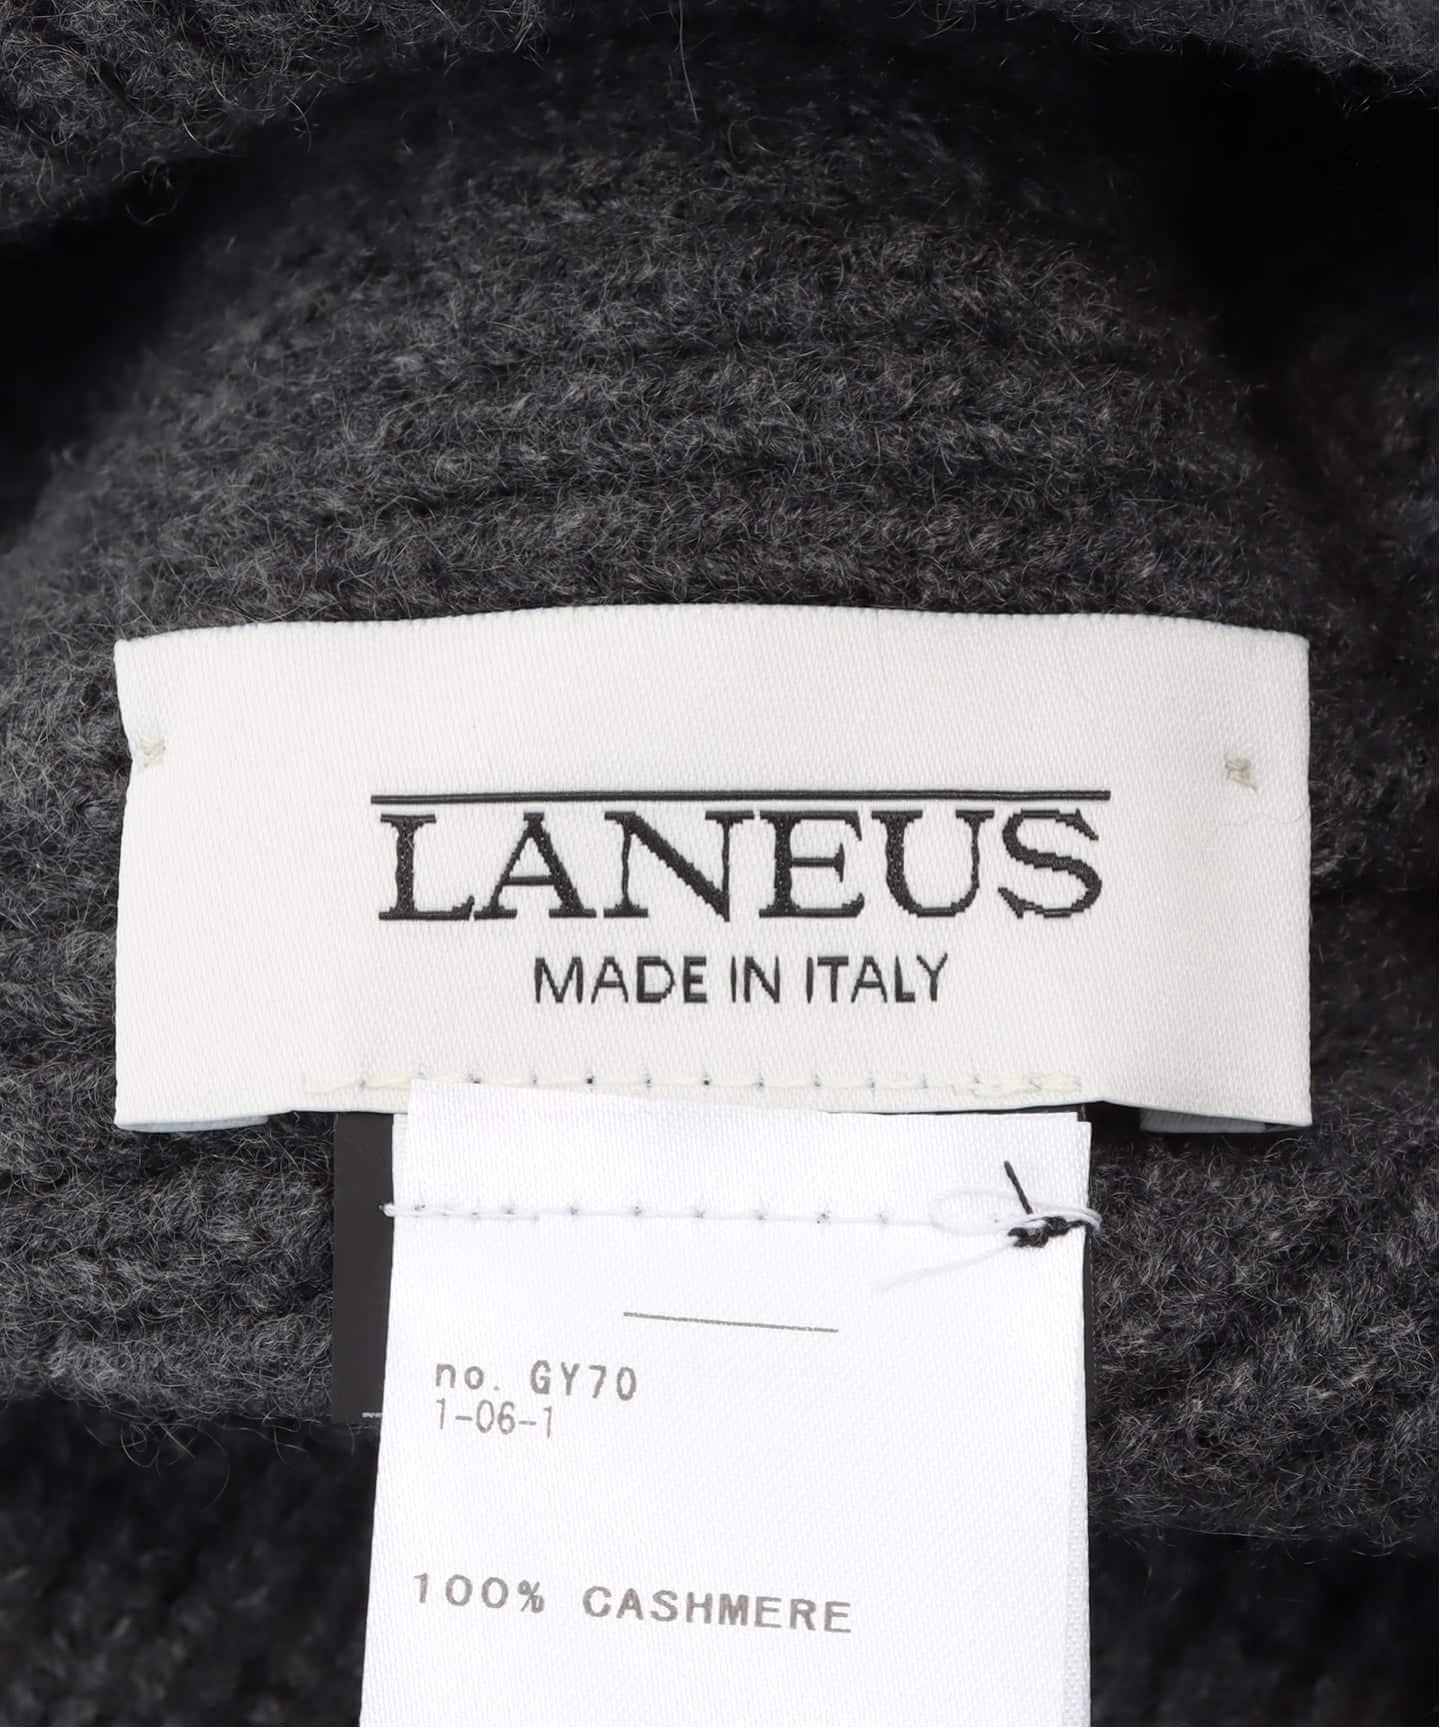 LANEUS
MADE IN ITALY
no. GY70
1-06-1
100% CASHMERE